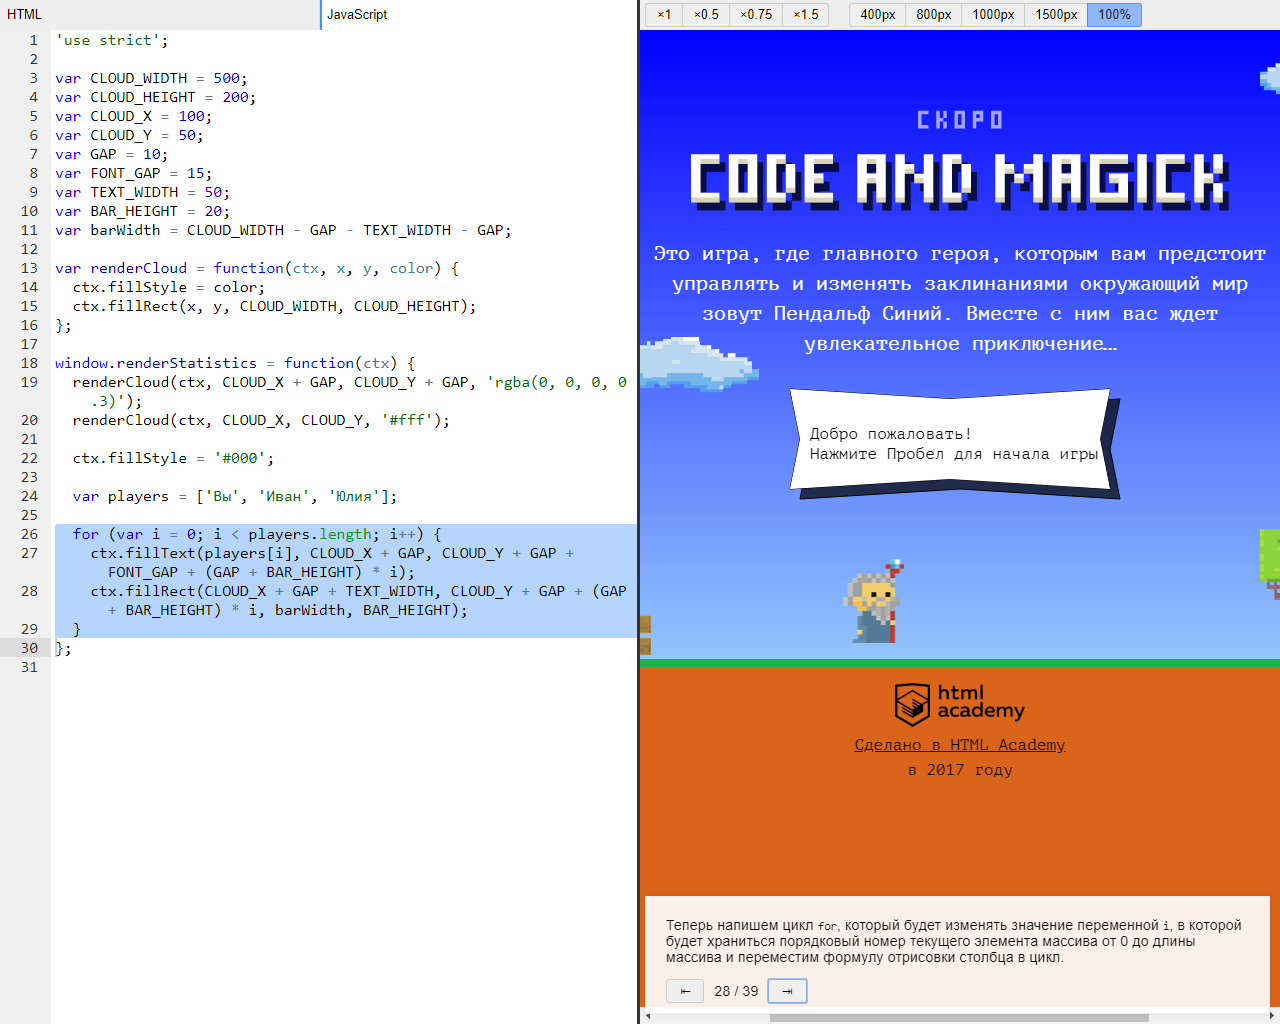 HTML
JavaScript
×1 ×0.5 ×0.75 ×1.5 400px 800px 1000px 1500px 100%
1 'use strict';
2
3 var CLOUD_WIDTH = 500;
4 var CLOUD_HEIGHT = 200;
5 var CLOUD_X = 100;
6 var CLOUD_Y = 50;
7 var GAP = 10;
8 var FONT_GAP = 15;
9 var TEXT_WIDTH = 50;
10 var BAR_HEIGHT = 20;
11 var barWidth = CLOUD_WIDTH - GAP - TEXT_WIDTH - GAP;
12
13 var renderCloud = function(ctx, x, y, color) {
14 ctx.fillStyle = color;
15 ctx.fillRect(x, y, CLOUD_WIDTH, CLOUD_HEIGHT);
16 };
17
18 window.renderStatistics = function(ctx) {
19 renderCloud(ctx, CLOUD_X + GAP, CLOUD_Y + GAP, 'rgba(0, 0, 0, 0
.3)');
20 renderCloud(ctx, CLOUD_X, CLOUD_Y, '#fff');
21
22 ctx.fillStyle = '#000';
23
24 var players = ['Вы', 'Иван', 'Юлия'];
25
26 for (var i = 0; i < players.length; i++) {
27 ctx.fillText(players[i], CLOUD_X + GAP, CLOUD_Y + GAP +
FONT_GAP + (GAP + BAR_HEIGHT) * i);
28 ctx.fillRect(CLOUD_X + GAP + TEXT_WIDTH, CLOUD_Y + GAP + (GAP
+ BAR_HEIGHT) * i, barWidth, BAR_HEIGHT);
29 }
30 };
31
СКОРО
CODE AND MAGICK
Это игра, где главного героя, которым вам предстоит
управлять и изменять заклинаниями окружающий мир
зовут Пендальф Синий. Вместе с ним вас ждет
увлекательное приключение…
Добро пожаловать!
Нажмите Пробел для начала игры
html
academy
Сделано в HTML Academy
в 2017 году
Теперь напишем цикл for, который будет изменять значение переменной i, в которой
будет храниться порядковый номер текущего элемента массива от 0 до длины
массива и переместим формулу отрисовки столбца в цикл.
⇤ 28 / 39 ⇥